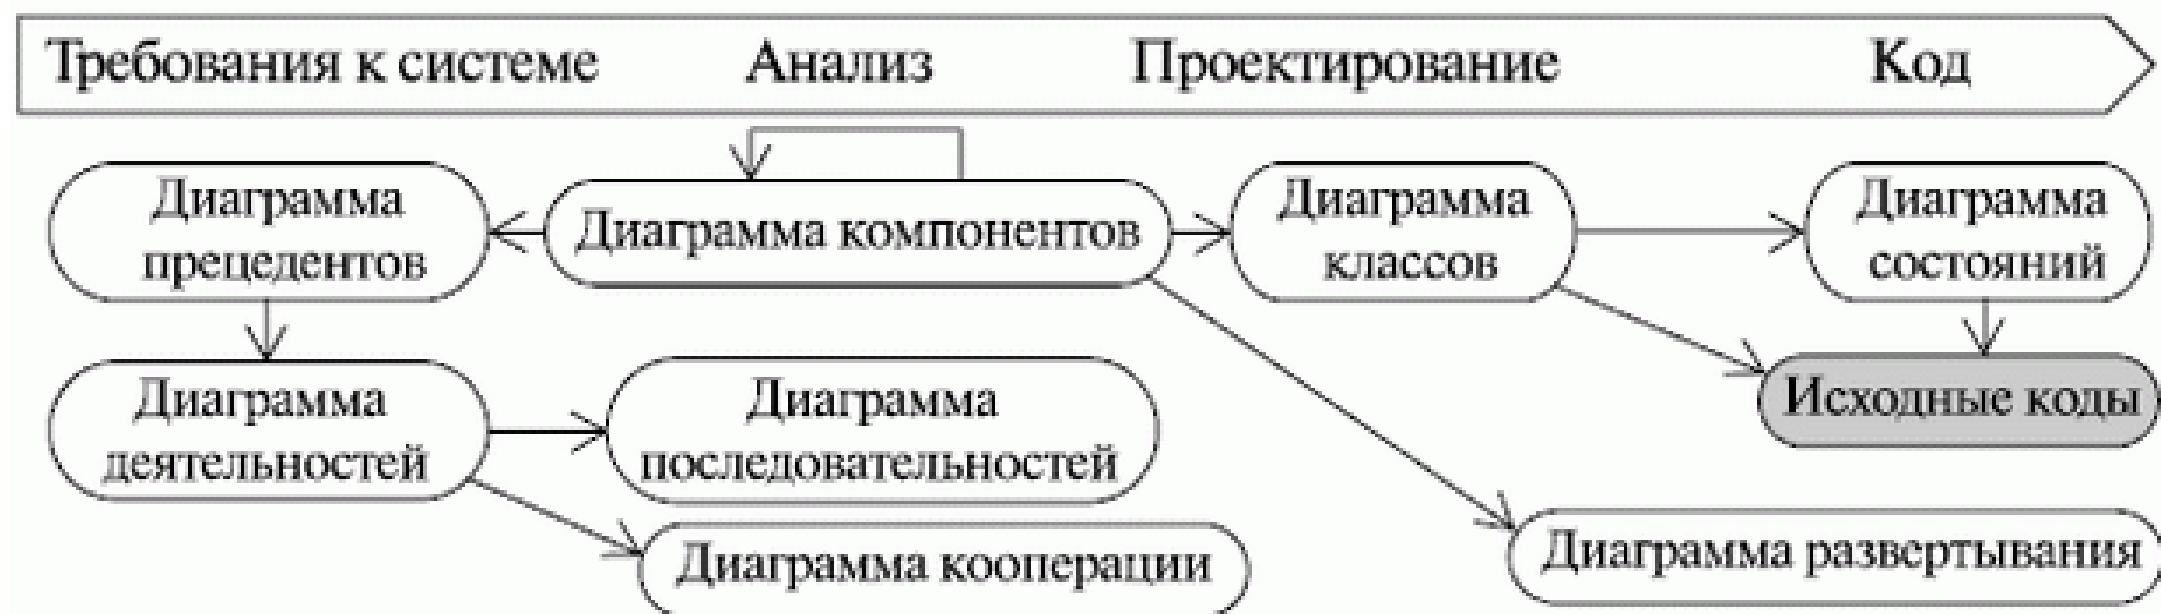 Требования к системе Анализ Проектирование Код
Диаграмма
прецедентов
Диаграмма компонентов
Диаграмма
классов
Диаграмма
состояний
Диаграмма
деятельностей
Диаграмма
последовательностей
Исходные коды
Диаграмма кооперации
Диаграмма развертывания